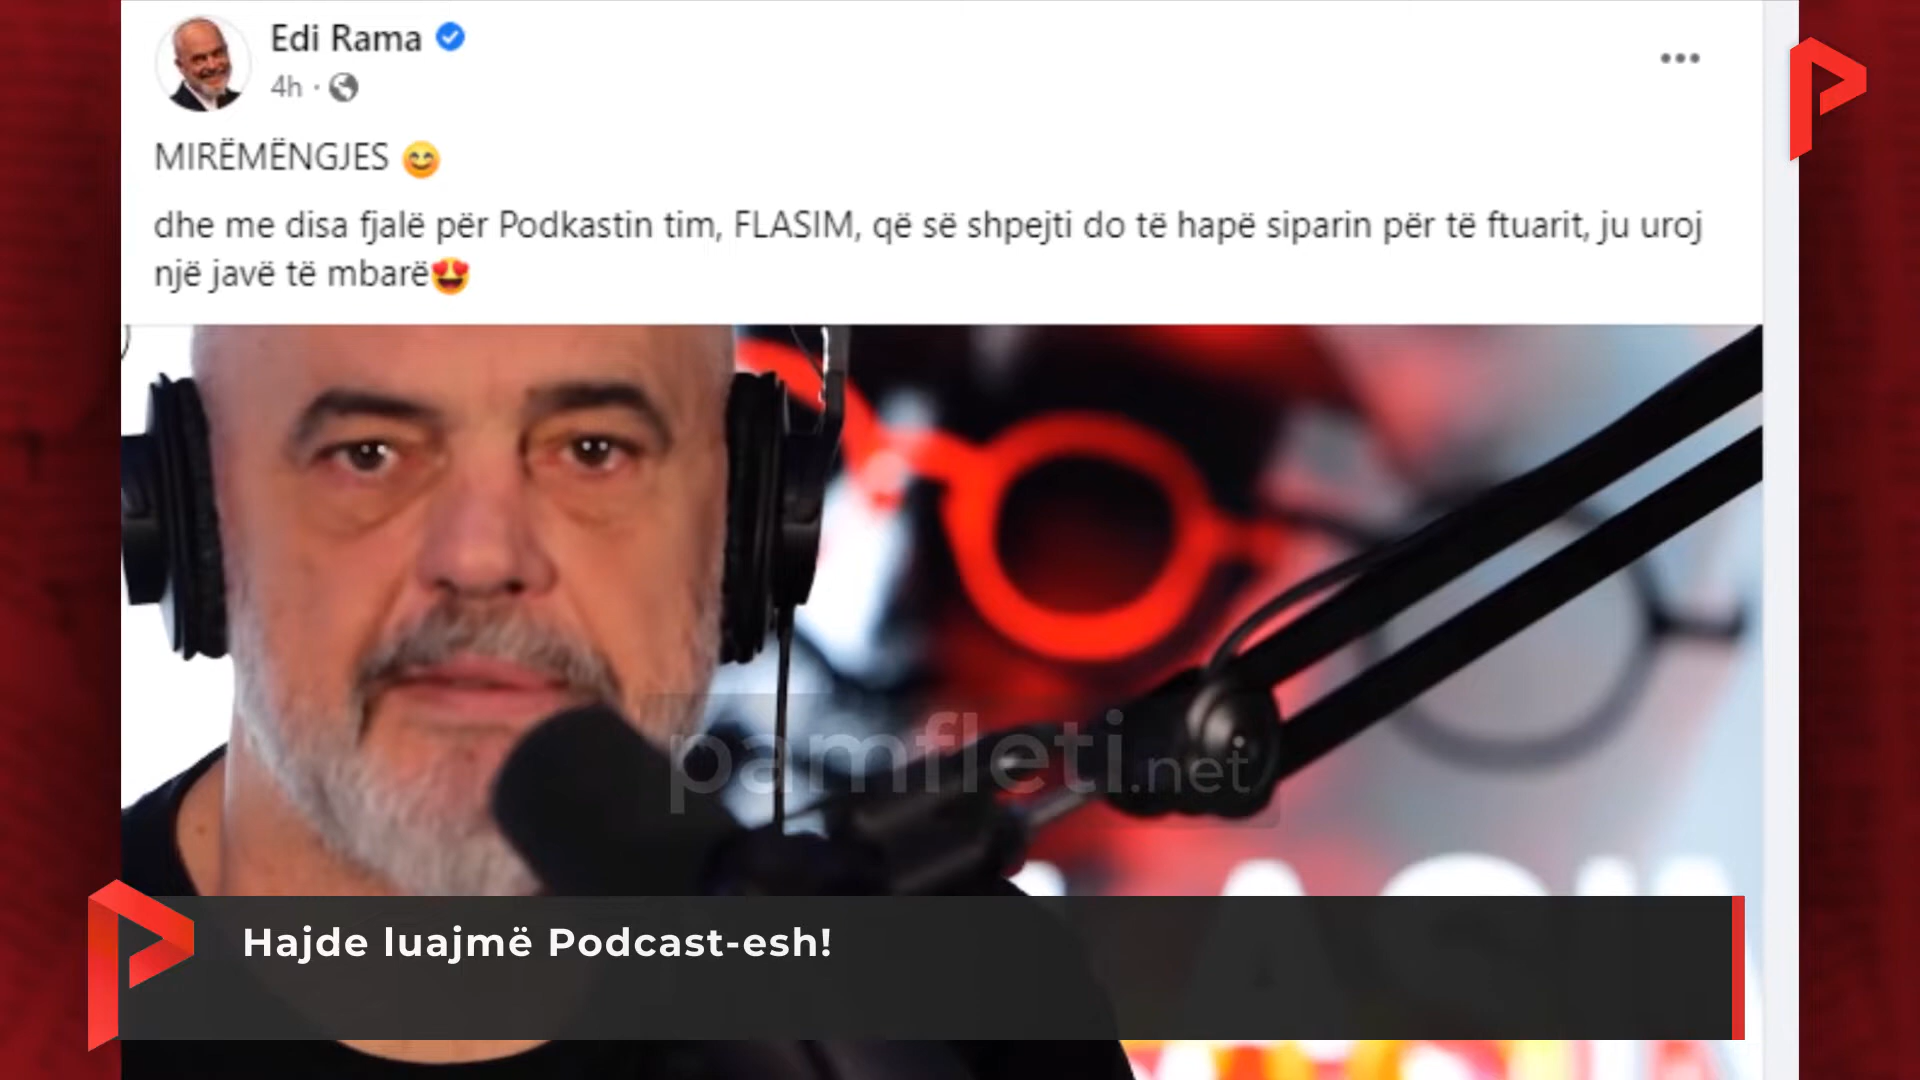 Edi Rama
4h ·
MIRËMËNGJES 😊
dhe me disa fjalë për Podkastin tim, FLASIM, që së shpejti do të hapë siparin për të ftuarit, ju uroj
një javë të mbarë😍
pamfleti.net
Hajde luajmë Podcast-esh!